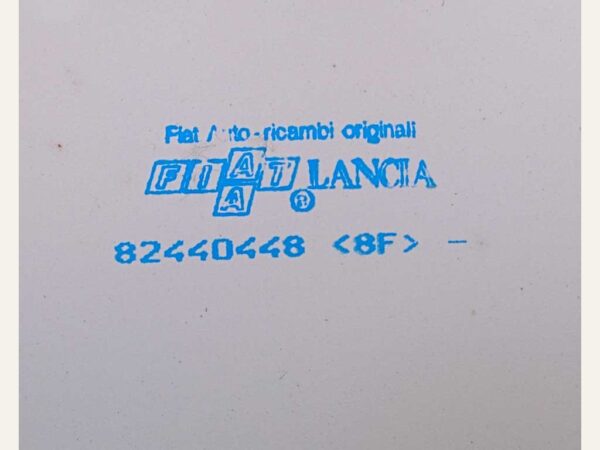 Fiat Auto-ricambi originali
FIAT LANCIA
A ®
82440448 <8F> -